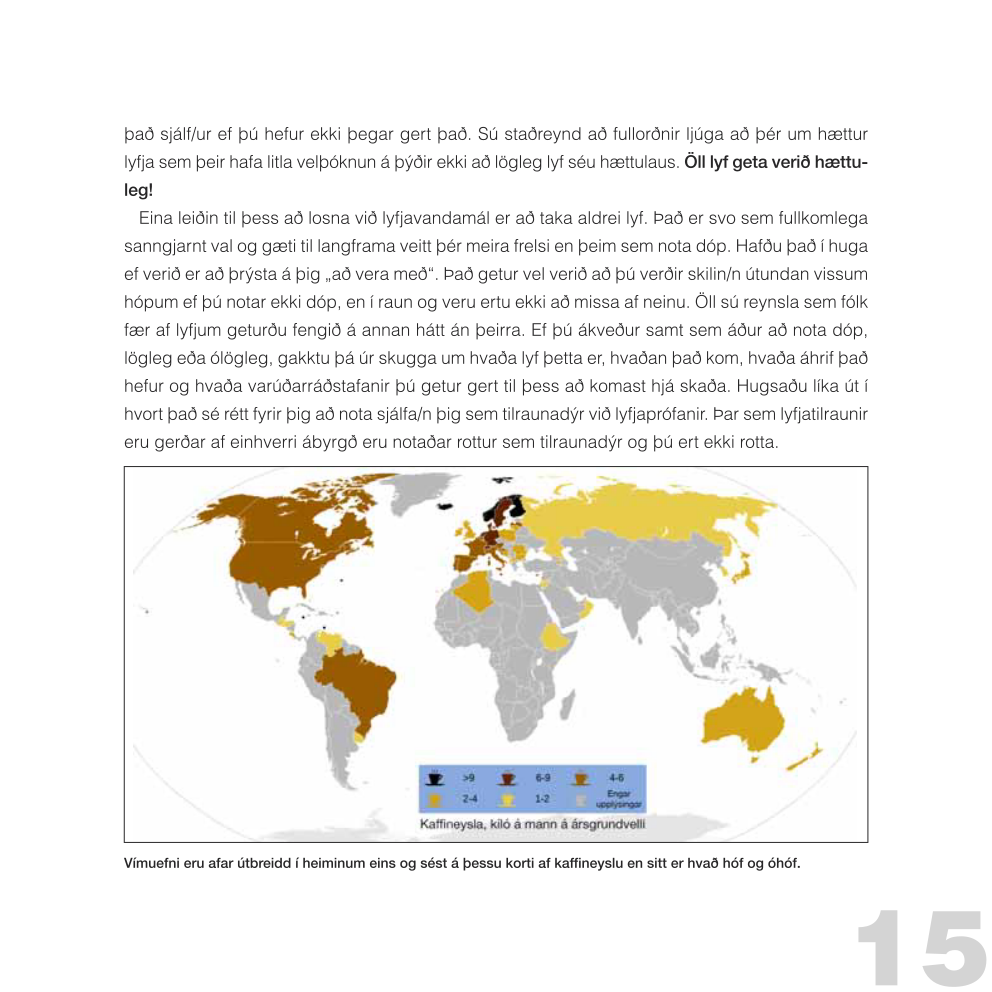 það sjálf/ur ef þú hefur ekki þegar gert það. Sú staðreynd að fullorðnir ljúga að þér um hættur
lyfja sem þeir hafa litla velþóknun á þýðir ekki að lögleg lyf séu hættulaus. Öll lyf geta verið hættu-
leg!
Eina leiðin til þess að losna við lyfjavandamál er að taka aldrei lyf. Það er svo sem fullkomlega
sanngjarnt val og gæti til langframa veitt þér meira frelsi en þeim sem nota dóp. Hafðu það í huga
ef verið er að þrýsta á þig „að vera með“. Það getur vel verið að þú verðir skilin/n útundan vissum
hópum ef þú notar ekki dóp, en í raun og veru ertu ekki að missa af neinu. Öll sú reynsla sem fólk
fær af lyfjum geturðu fengið á annan hátt án þeirra. Ef þú ákveður samt sem áður að nota dóp,
lögleg eða ólögleg, gakktu þá úr skugga um hvaða lyf þetta er, hvaðan það kom, hvaða áhrif það
hefur og hvaða varúðarráðstafanir þú getur gert til þess að komast hjá skaða. Hugsaðu líka út í
hvort það sé rétt fyrir þig að nota sjálfa/n þig sem tilraunadýr við lyfjaprófanir. Þar sem lyfjatilraunir
eru gerðar af einhverri ábyrgð eru notaðar rottur sem tilraunadýr og þú ert ekki rotta.
>9 6-9 4-6
2-4 1-2 Engar
upplýsingar
Kaffineysla, kíló á mann á ársgrundvelli
Vímuefni eru afar útbreidd í heiminum eins og sést á þessu korti af kaffineyslu en sitt er hvað hóf og óhóf.
15